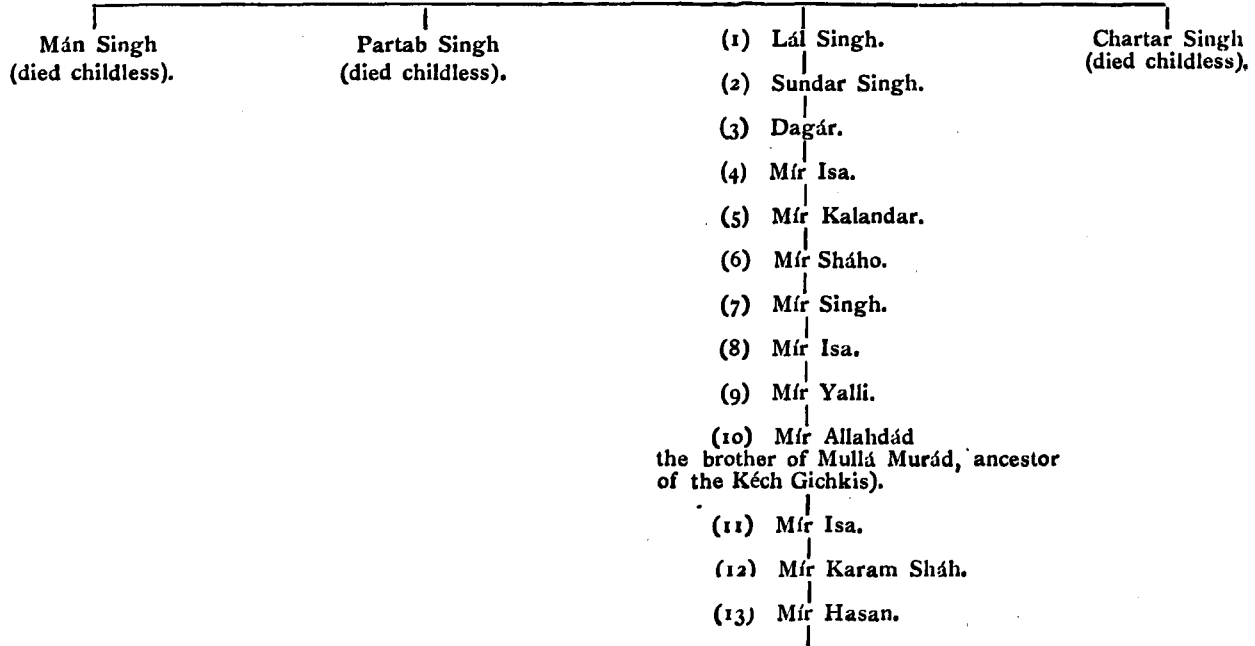 Mán Singh
(died childless).
Partab Singh
(died childless).
(1) Lál Singh.
Chartar Singh
(died childless).
(2) Sundar Singh.
(3) Dagár.
(4) Mír Isa.
(5) Mír Kalandar.
(6) Mír Sháho.
(7) Mír Singh.
(8) Mír Isa.
(9) Mír Yalli.
(10) Mír Allahdád
the brother of Mullá Murád, ancestor
of the Kéch Gichkis).
(11) Mír Isa.
(12) Mír Karam Sháh.
(13) Mír Hasan.